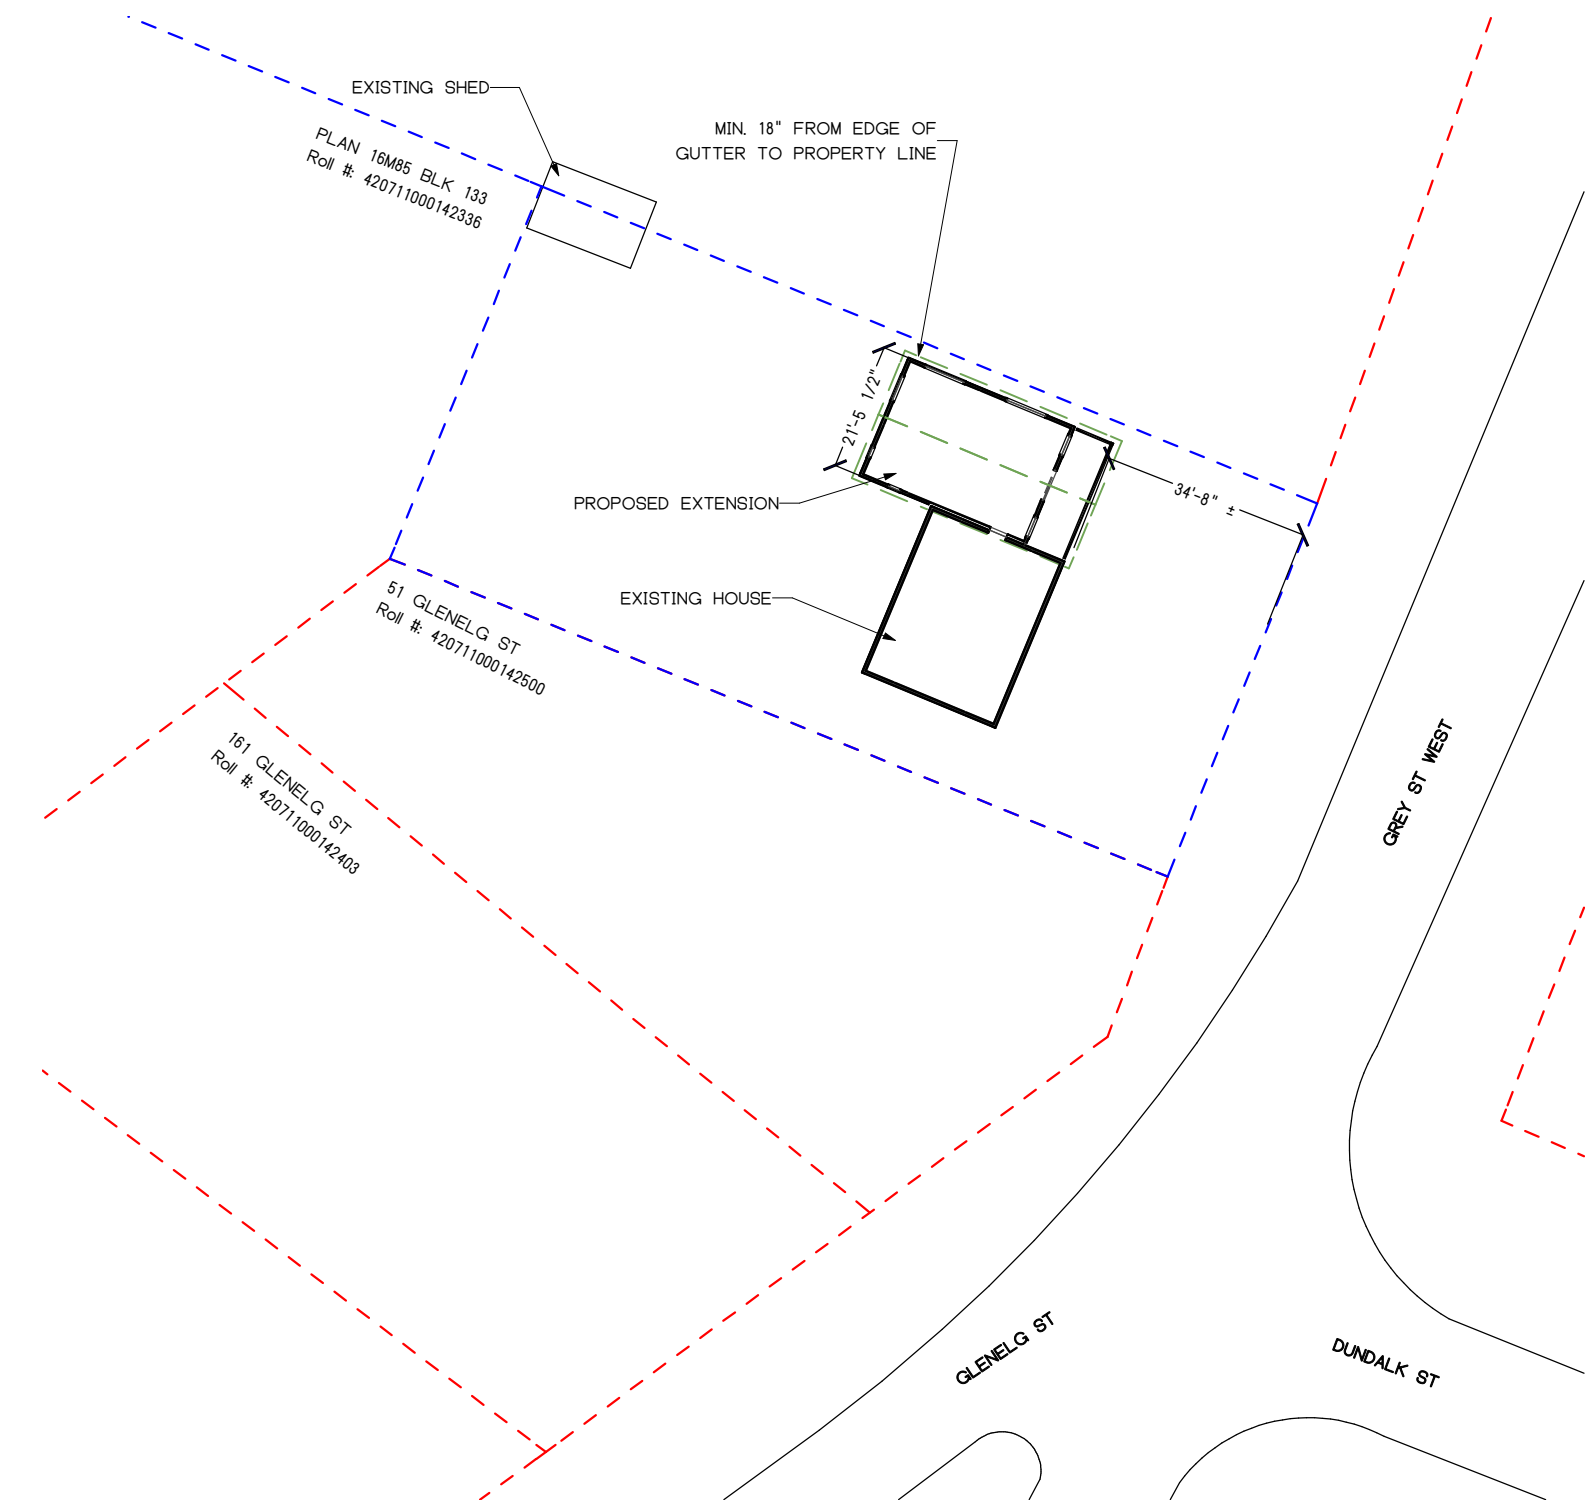 EXISTING SHED
MIN. 18" FROM EDGE OF
GUTTER TO PROPERTY LINE
PLAN 16M85 BLK 133
Roll #: 420711000142336
21'-5 1/2"
34'-8" ±
PROPOSED EXTENSION
EXISTING HOUSE
51 GLENELG ST
Roll #: 420711000142500
161 GLENELG ST
Roll #: 420711000142403
GREY ST WEST
GLENELG ST
DUNDALK ST